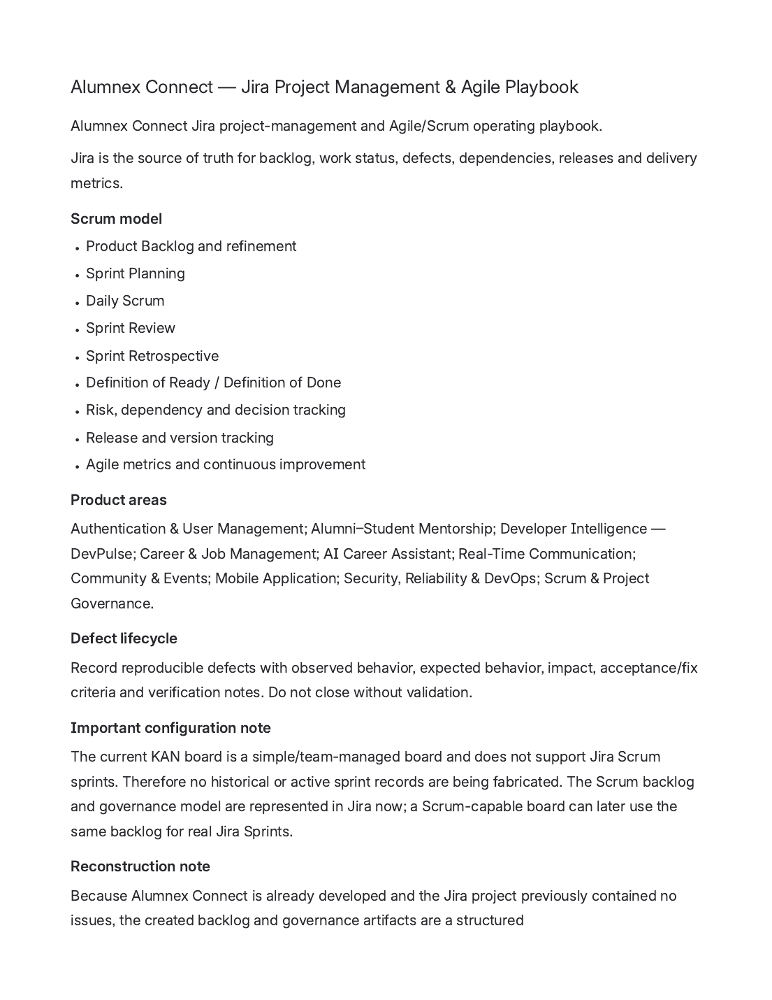 Alumnex Connect — Jira Project Management & Agile Playbook
Alumnex Connect Jira project-management and Agile/Scrum operating playbook.
Jira is the source of truth for backlog, work status, defects, dependencies, releases and delivery
metrics.
Scrum model
• Product Backlog and refinement
• Sprint Planning
• Daily Scrum
• Sprint Review
• Sprint Retrospective
• Definition of Ready / Definition of Done
• Risk, dependency and decision tracking
• Release and version tracking
• Agile metrics and continuous improvement
Product areas
Authentication & User Management; Alumni–Student Mentorship; Developer Intelligence —
DevPulse; Career & Job Management; AI Career Assistant; Real-Time Communication;
Community & Events; Mobile Application; Security, Reliability & DevOps; Scrum & Project
Governance.
Defect lifecycle
Record reproducible defects with observed behavior, expected behavior, impact, acceptance/fix
criteria and verification notes. Do not close without validation.
Important configuration note
The current KAN board is a simple/team-managed board and does not support Jira Scrum
sprints. Therefore no historical or active sprint records are being fabricated. The Scrum backlog
and governance model are represented in Jira now; a Scrum-capable board can later use the
same backlog for real Jira Sprints.
Reconstruction note
Because Alumnex Connect is already developed and the Jira project previously contained no
issues, the created backlog and governance artifacts are a structured